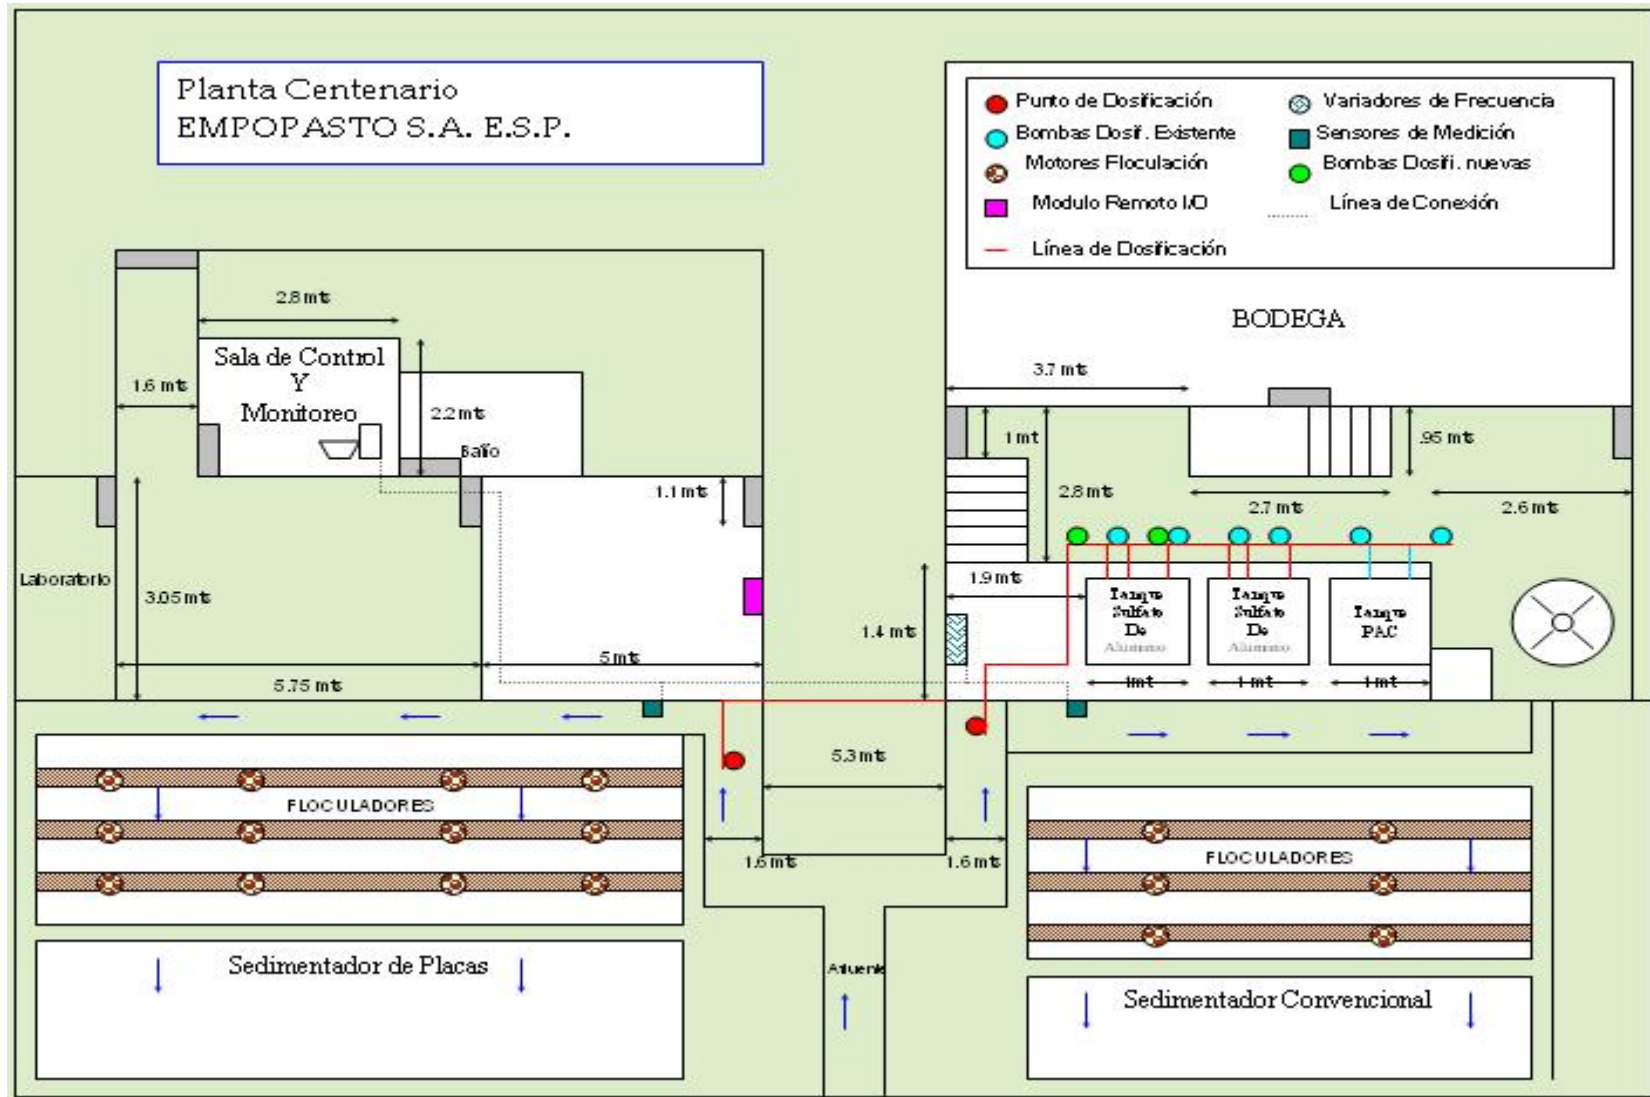 Planta Centenario
EMPOPASTO S.A. E.S.P.
Punto de Dosificación
Variadores de Frecuencia
Bombas Dosif. Existente
Sensores de Medición
Motores Floculación
Bombas Dosifi. nuevas
Modulo Remoto I/O
Línea de Conexión
Línea de Dosificación
BODEGA
2.8 mts
Sala de Control
Y
Monitoreo
1.6 mts
2.2 mts
Baño
3.7 mts
1 mt
.95 mts
1.1 mts
2.8 mts
2.7 mts
2.6 mts
Laboratorio
3.05 mts
1.9 mts
1.4 mts
Tanque
Sulfato
De
Aluminio
Tanque
Sulfato
De
Aluminio
Tanque
PAC
5 mts
5.75 mts
1mt
1 mt
1 mt
5.3 mts
FLOCULADORES
1.6 mts
1.6 mts
FLOCULADORES
Sedimentador de Placas
Afluente
Sedimentador Convencional